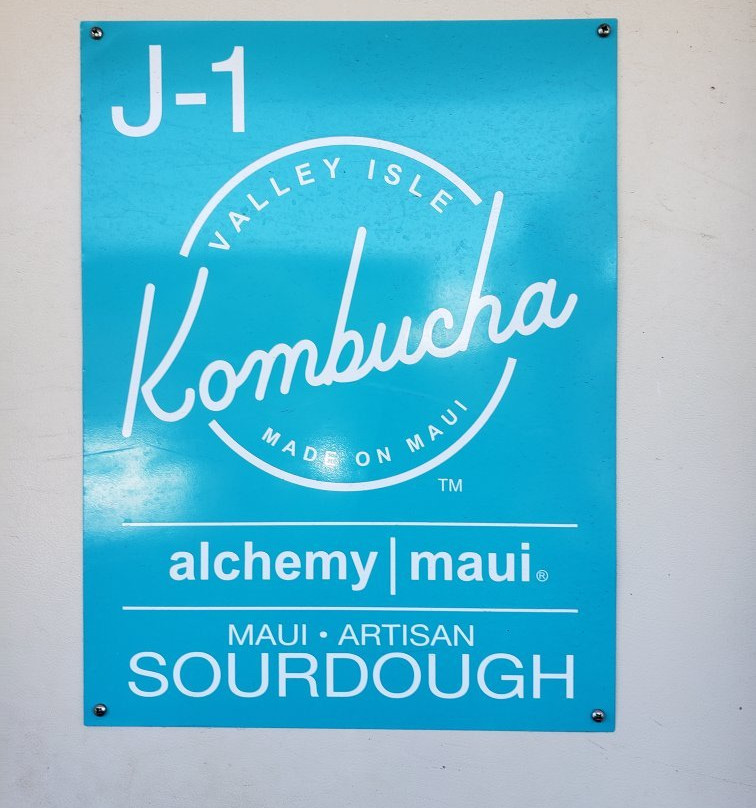 J-1
VALLEY ISLE
Kombucha
MADE ON MAUI
TM
alchemy|maui®
MAUI • ARTISAN
SOURDOUGH